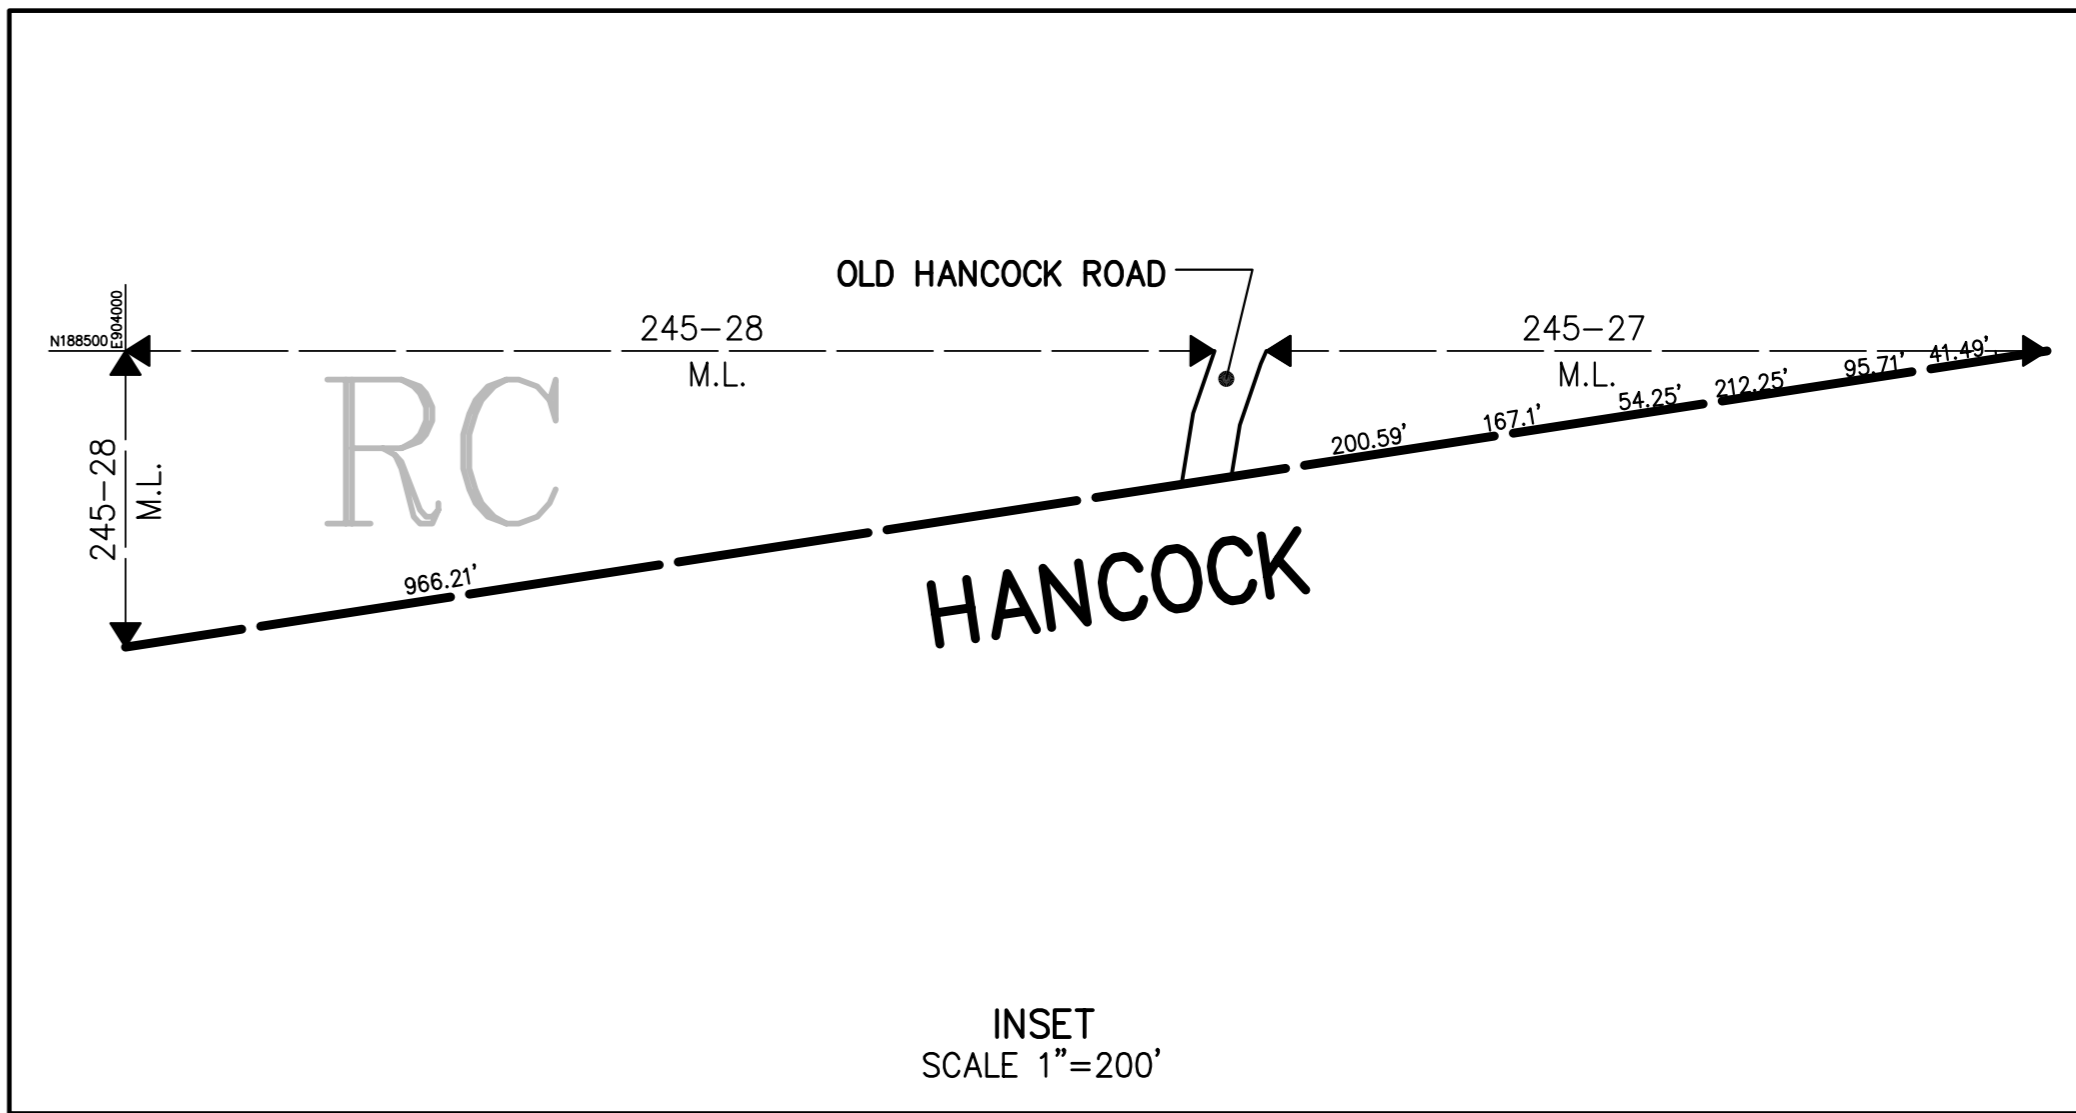 OLD HANCOCK ROAD
N188500
E904000
245-28
M.L.
245-27
M.L.
95.71'
41.49'
54.25'
212.25'
200.59'
167.1'
RC
245-28
M.L.
966.21'
HANCOCK
INSET
SCALE 1"=200'